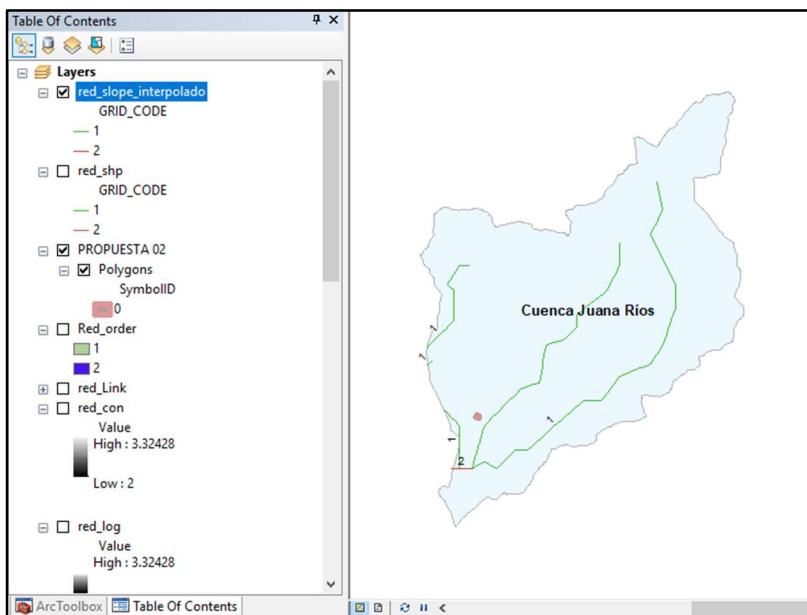 Table Of Contents
Layers
red_slope_interpolado
GRID_CODE
1
2
red_shp
GRID_CODE
1
2
PROPUESTA 02
Polygons
SymbolID
0
Red_order
1
2
red_Link
red_con
Value
High : 3.32428
Low : 2
red_log
Value
High : 3.32428
ArcToolbox
Table Of Contents
Cuenca Juana Ríos
1
1
1
1
2